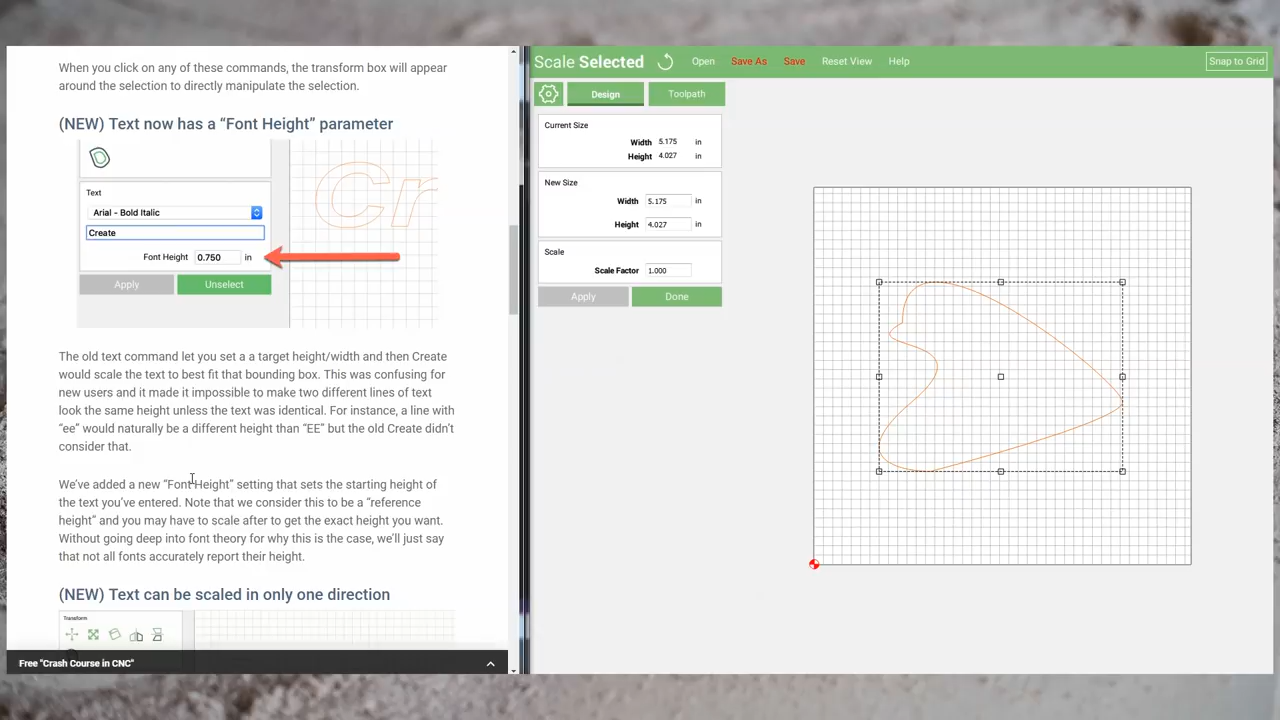 When you click on any of these commands, the transform box will appear
around the selection to directly manipulate the selection.
(NEW) Text now has a “Font Height” parameter
Text
Arial - Bold Italic
Create
Font Height 0.750 in
Apply Unselect
Cr
The old text command let you set a a target height/width and then Create
would scale the text to best fit that bounding box. This was confusing for
new users and it made it impossible to make two different lines of text
look the same height unless the text was identical. For instance, a line with
“ee” would naturally be a different height than “EE” but the old Create didn’t
consider that.
We’ve added a new “Font Height” setting that sets the starting height of
the text you’ve entered. Note that we consider this to be a “reference
height” and you may have to scale after to get the exact height you want.
Without going deep into font theory for why this is the case, we’ll just say
that not all fonts accurately report their height.
(NEW) Text can be scaled in only one direction
Transform
Free "Crash Course in CNC"
Scale Selected Open Save As Save Reset View Help Snap to Grid
Design Toolpath
Current Size
Width 5.175 in
Height 4.027 in
New Size
Width 5.175 in
Height 4.027 in
Scale
Scale Factor 1.000
Apply Done